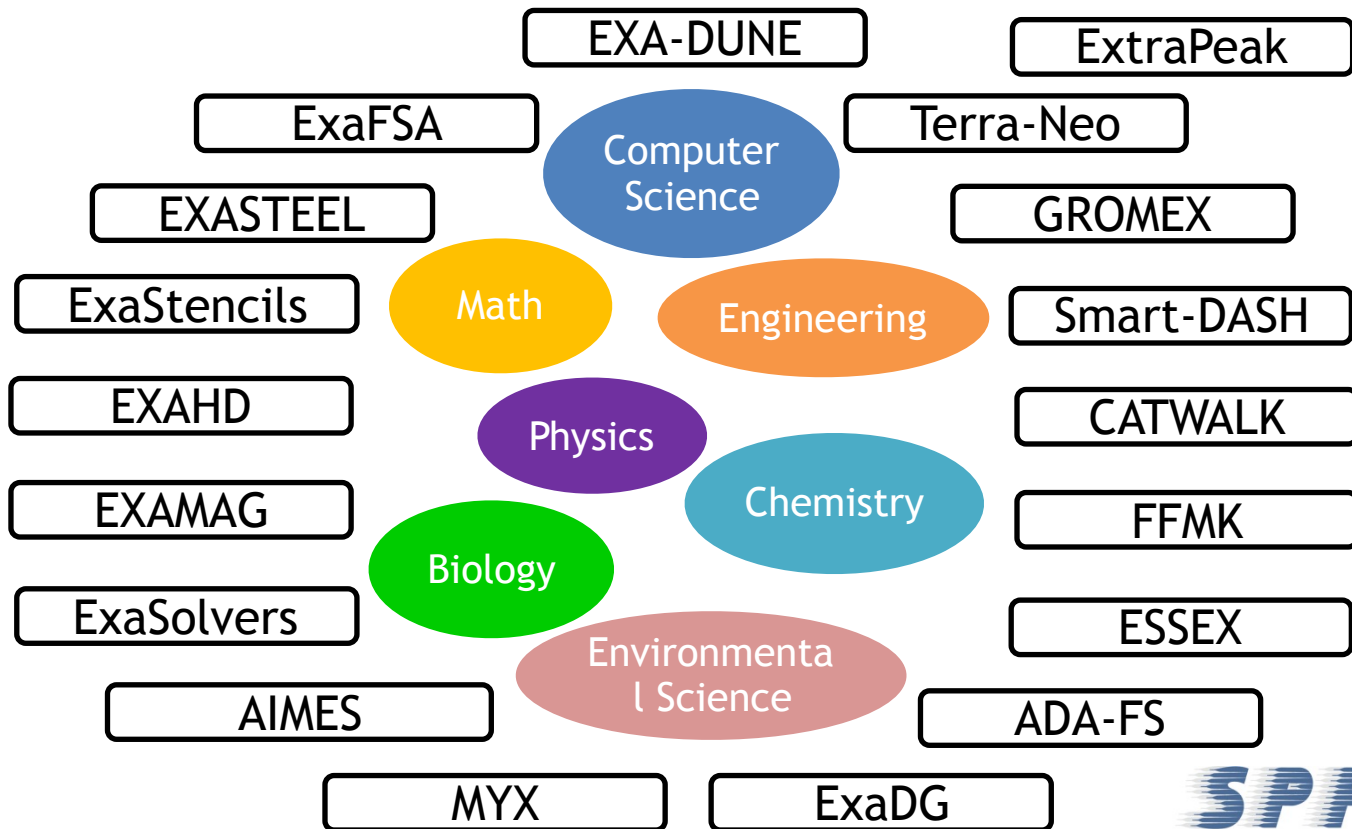 EXA-DUNE
ExtraPeak
ExaFSA
Terra-Neo
Computer
Science
EXASTEEL
GROMEX
ExaStencils
Math
Engineering
Smart-DASH
EXAHD
Physics
CATWALK
EXAMAG
Chemistry
FFMK
Biology
ExaSolvers
ESSEX
Environmenta
l Science
AIMES
ADA-FS
MYX
ExaDG